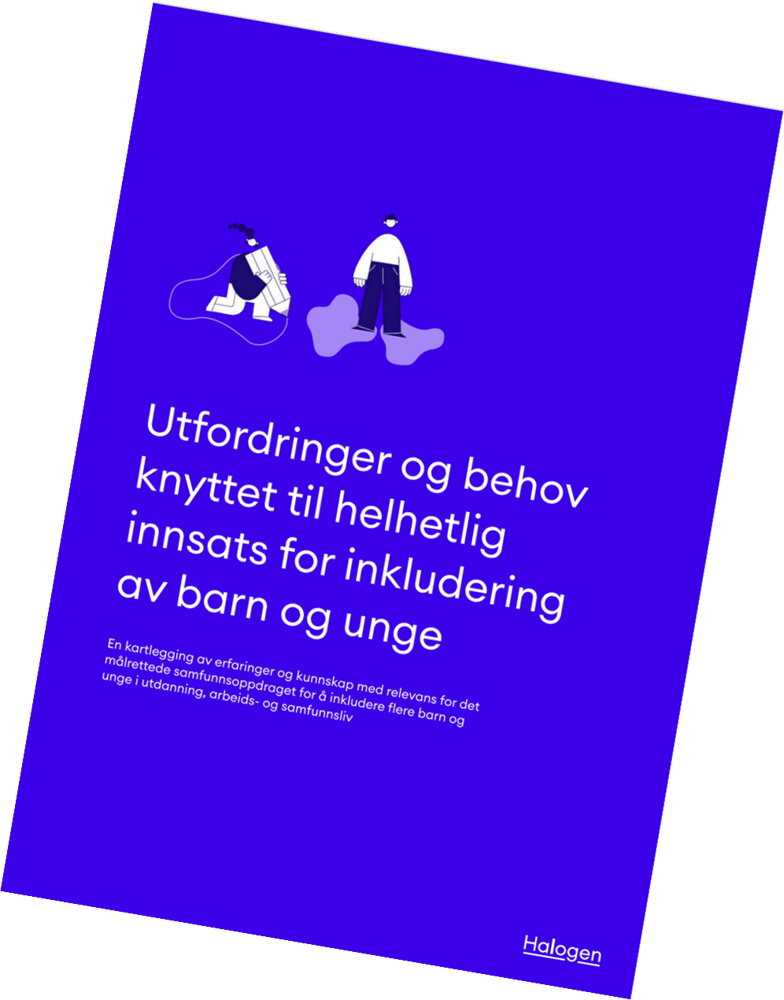 Utfordringer og behov
knyttet til helhetlig
innsats for inkludering
av barn og unge
En kartlegging av erfaringer og kunnskap med relevans for det
målrettede samfunnsoppdraget for å inkludere flere barn og
unge i utdanning, arbeids- og samfunnsliv
Halogen